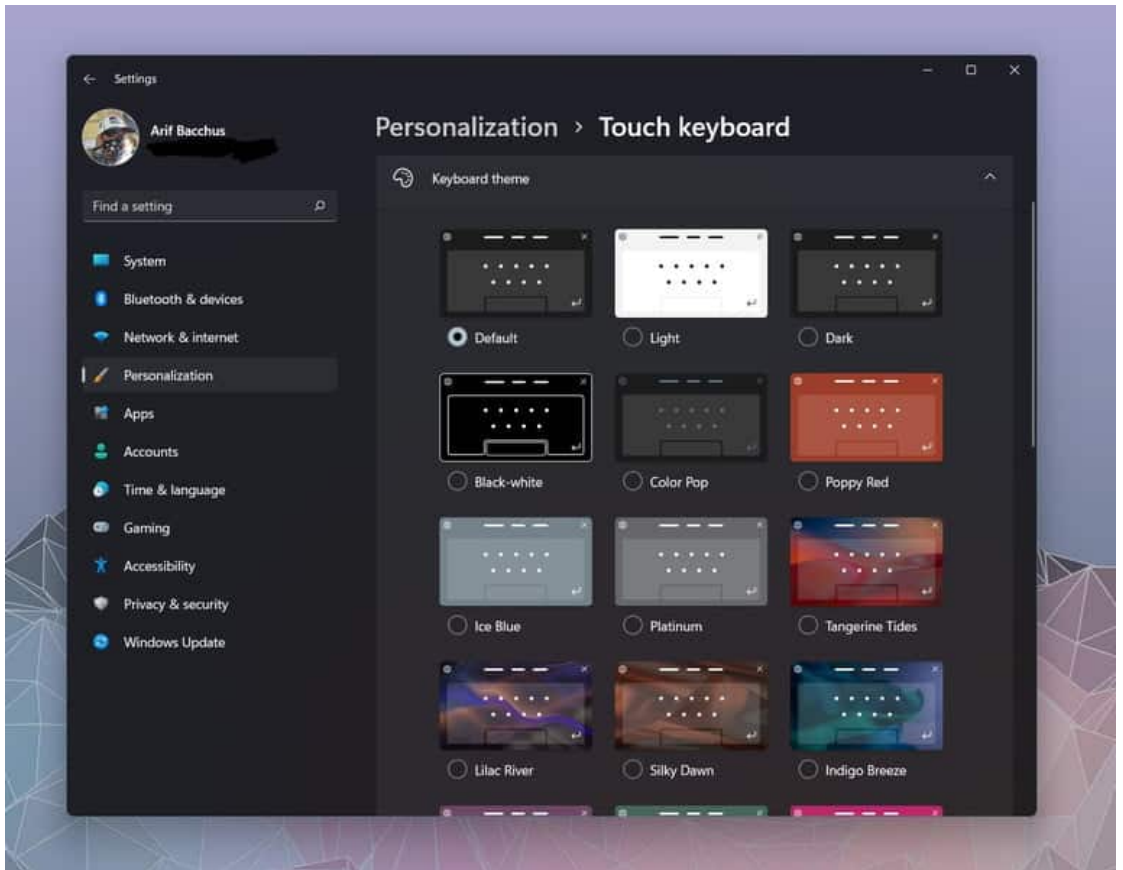 Settings
Arif Bacchus
Find a setting
System
Bluetooth & devices
Network & internet
Personalization
Apps
Accounts
Time & language
Gaming
Accessibility
Privacy & security
Windows Update
Personalization > Touch keyboard
Keyboard theme
Default Light Dark
Black-white Color Pop Poppy Red
Ice Blue Platinum Tangerine Tides
Lilac River Silky Dawn Indigo Breeze